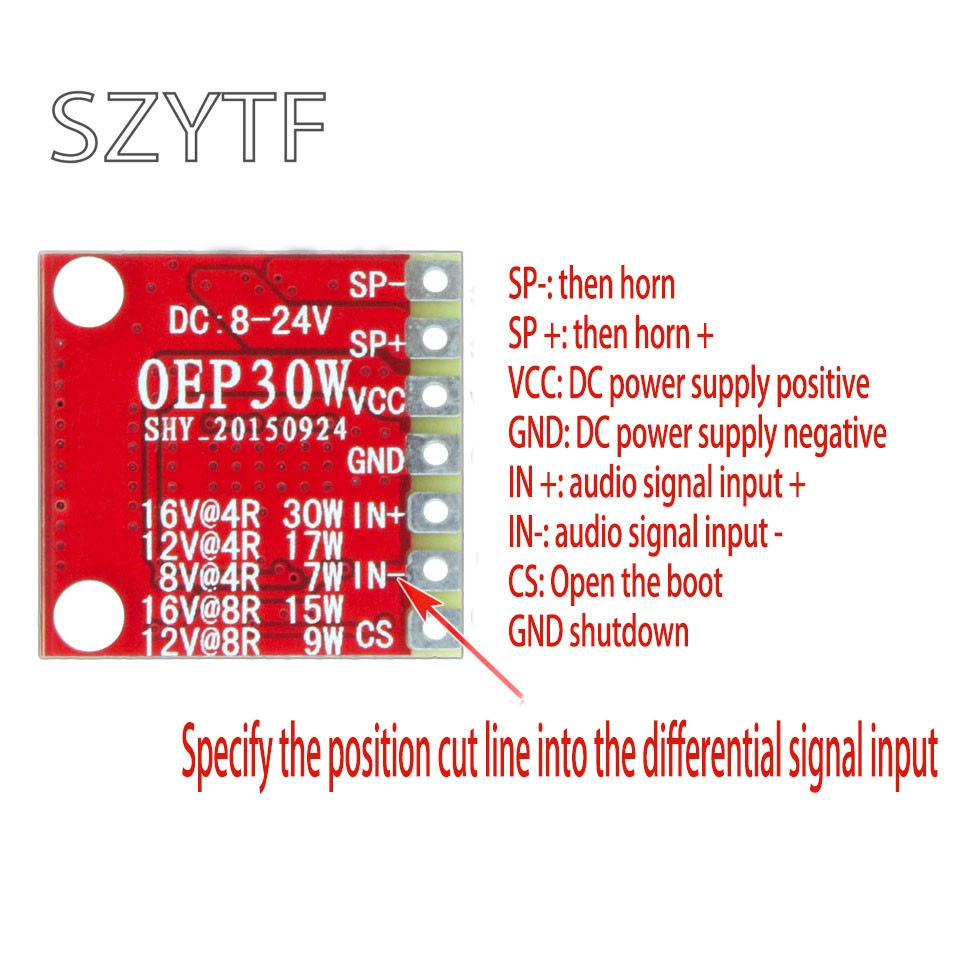 SZYTF
SP-
DC:8-24V
SP+
OEP30W
VCC
SHY_20150924
GND
16V@4R 30W IN+
12V@4R 17W
8V@4R 7W IN-
16V@8R 15W
12V@8R 9W CS
SP-: then horn
SP +: then horn +
VCC: DC power supply positive
GND: DC power supply negative
IN +: audio signal input +
IN-: audio signal input -
CS: Open the boot
GND shutdown
Specify the position cut line into the differential signal input